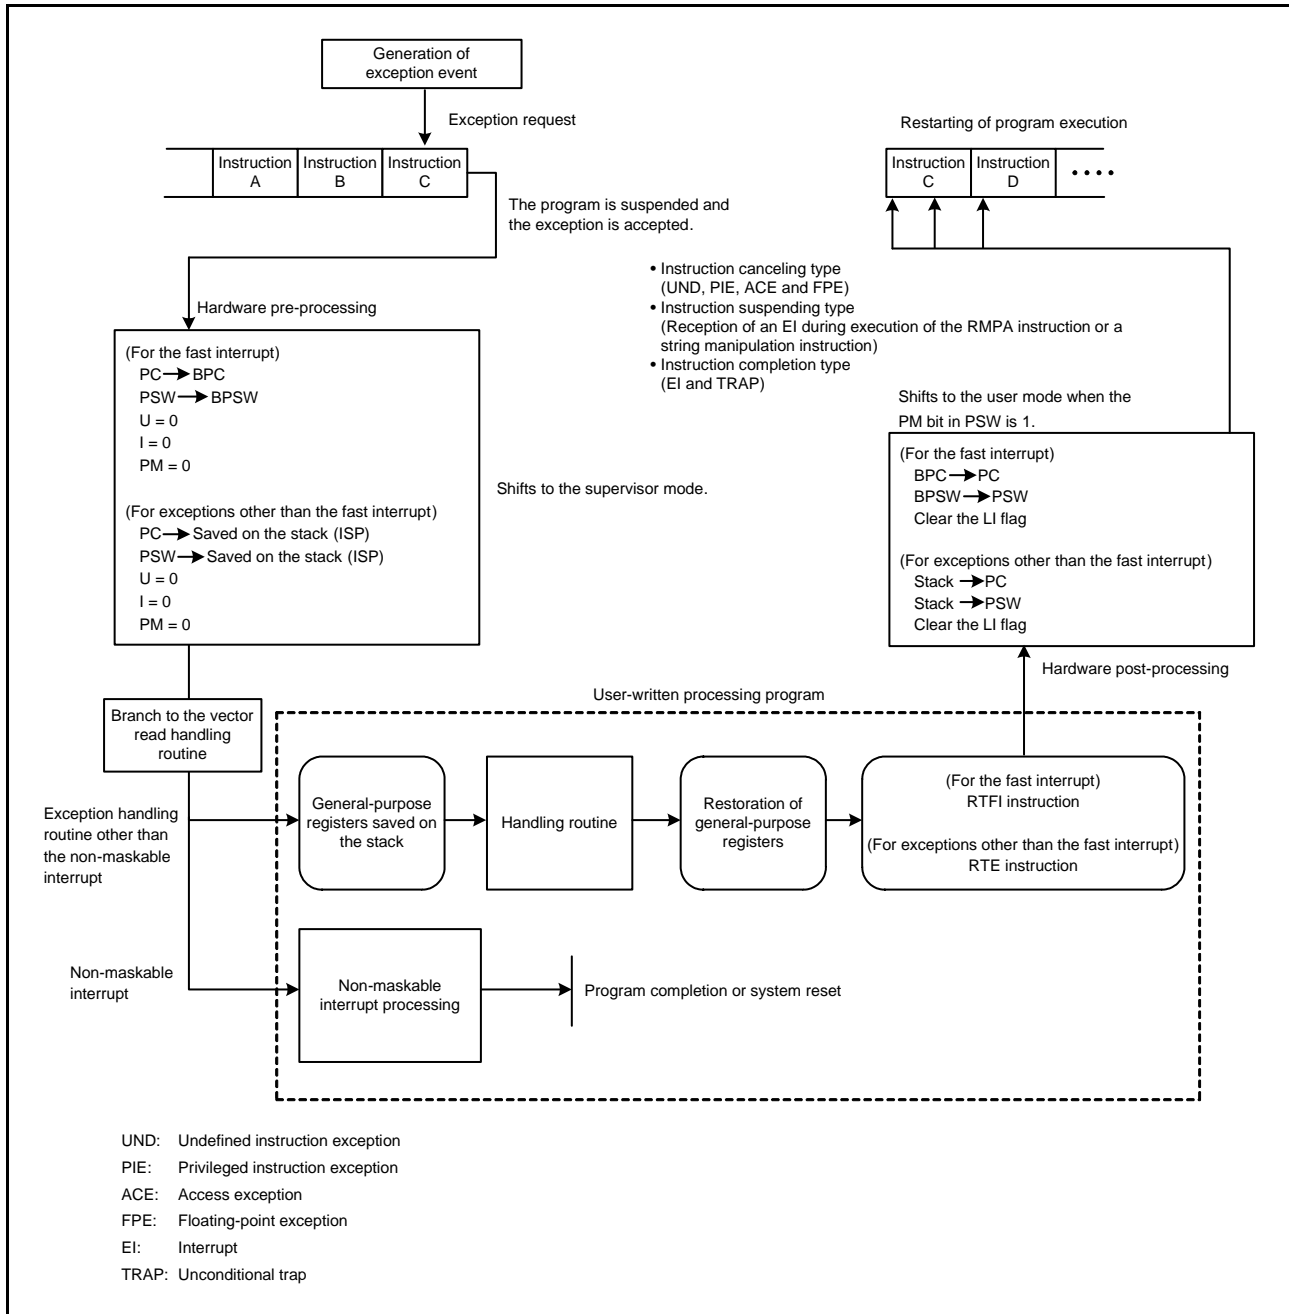 Generation of
exception event
Exception request
Instruction
A
Instruction
B
Instruction
C
The program is suspended and
the exception is accepted.
Restarting of program execution
Instruction
C
Instruction
D
• • • •
• Instruction canceling type
(UND, PIE, ACE and FPE)
• Instruction suspending type
(Reception of an EI during execution of the RMPA instruction or a
string manipulation instruction)
• Instruction completion type
(EI and TRAP)
Hardware pre-processing
(For the fast interrupt)
PC → BPC
PSW → BPSW
U = 0
I = 0
PM = 0
(For exceptions other than the fast interrupt)
PC → Saved on the stack (ISP)
PSW → Saved on the stack (ISP)
U = 0
I = 0
PM = 0
Shifts to the supervisor mode.
Shifts to the user mode when the
PM bit in PSW is 1.
(For the fast interrupt)
BPC → PC
BPSW → PSW
Clear the LI flag
(For exceptions other than the fast interrupt)
Stack → PC
Stack → PSW
Clear the LI flag
Hardware post-processing
User-written processing program
Branch to the vector
read handling
routine
Exception handling
routine other than
the non-maskable
interrupt
General-purpose
registers saved on
the stack
Handling routine
Restoration of
general-purpose
registers
(For the fast interrupt)
RTFI instruction
(For exceptions other than the fast interrupt)
RTE instruction
Non-maskable
interrupt
Non-maskable
interrupt processing
Program completion or system reset
UND: Undefined instruction exception
PIE: Privileged instruction exception
ACE: Access exception
FPE: Floating-point exception
EI: Interrupt
TRAP: Unconditional trap